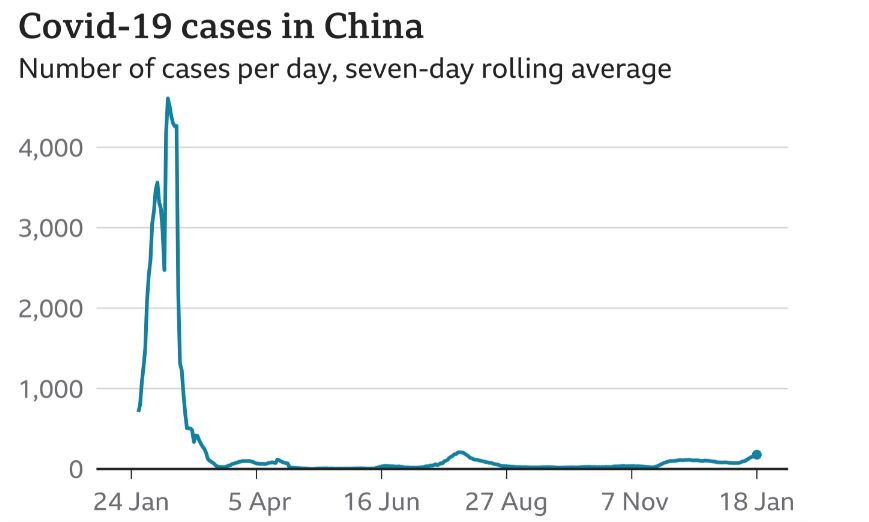 Covid-19 cases in China
Number of cases per day, seven-day rolling average
4,000
3,000
2,000
1,000
0
24 Jan 5 Apr 16 Jun 27 Aug 7 Nov 18 Jan